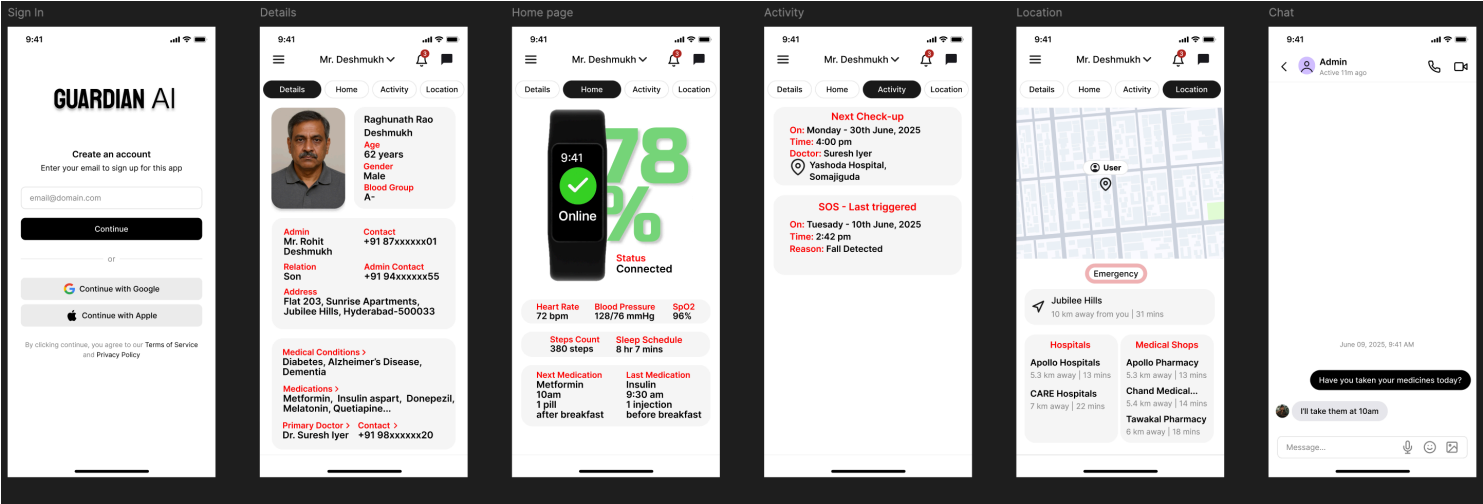 Sign In
9:41
GUARDIAN AI
Create an account
Enter your email to sign up for this app
email@domain.com
Continue
or
Continue with Google
Continue with Apple
By clicking continue, you agree to our Terms of Service
and Privacy Policy
Details
9:41
Mr. Deshmukh
3
Details
Home
Activity
Location
Raghunath Rao
Deshmukh
Age
62 years
Gender
Male
Blood Group
A-
Admin
Mr. Rohit
Deshmukh
Contact
+91 87xxxxxx01
Relation
Son
Admin Contact
+91 94xxxxxx55
Address
Flat 203, Sunrise Apartments,
Jubilee Hills, Hyderabad-500033
Medical Conditions >
Diabetes, Alzheimer's Disease,
Dementia
Medications >
Metformin, Insulin aspart, Donepezil,
Melatonin, Quetiapine...
Primary Doctor >
Dr. Suresh Iyer
Contact >
+91 98xxxxxx20
Home page
9:41
Mr. Deshmukh
3
Details
Home
Activity
Location
9:41
Online
78
%
Status
Connected
Heart Rate
72 bpm
Blood Pressure
128/76 mmHg
SpO2
96%
Steps Count
380 steps
Sleep Schedule
8 hr 7 mins
Next Medication
Metformin
10am
1 pill
after breakfast
Last Medication
Insulin
9:30 am
1 injection
before breakfast
Activity
9:41
Mr. Deshmukh
3
Details
Home
Activity
Location
Next Check-up
On: Monday - 30th June, 2025
Time: 4:00 pm
Doctor: Suresh Iyer
Yashoda Hospital,
Somajiguda
SOS - Last triggered
On: Tuesady - 10th June, 2025
Time: 2:42 pm
Reason: Fall Detected
Location
9:41
Mr. Deshmukh
3
Details
Home
Activity
Location
User
Emergency
Jubilee Hills
10 km away from you | 31 mins
Hospitals
Apollo Hospitals
5.3 km away | 13 mins
CARE Hospitals
7 km away | 22 mins
Medical Shops
Apollo Pharmacy
5.3 km away | 13 mins
Chand Medical...
5.4 km away | 14 mins
Tawakal Pharmacy
6 km away | 18 mins
Chat
9:41
Admin
Active 11m ago
June 09, 2025, 9:41 AM
Have you taken your medicines today?
I'll take them at 10am
Message...